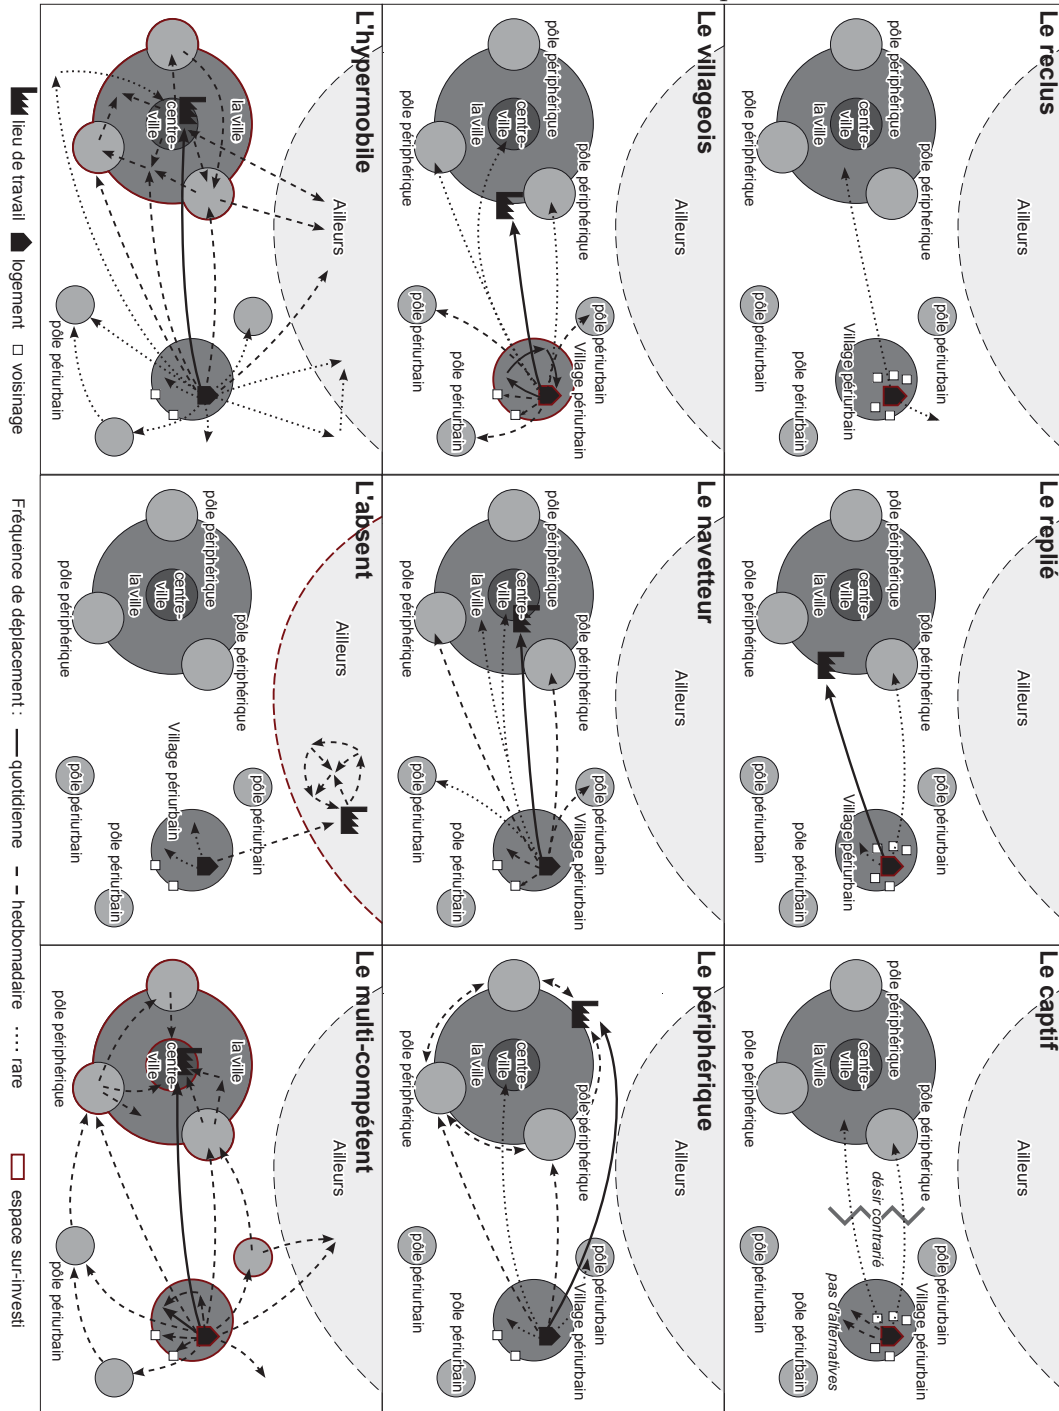 Le reclus
Ailleurs
pôle périurbain
pôle périphérique
pôle périphérique
centre-
ville
la ville
Village périurbain
pôle périurbain
pôle périphérique
Le replié
Ailleurs
pôle périurbain
pôle périphérique
pôle périphérique
centre-
ville
la ville
Village périurbain
pôle périurbain
pôle périphérique
Le captif
Ailleurs
pôle périurbain
Village périurbain
pôle périphérique
pôle périphérique
désir contrarié
centre-
ville
la ville
pas d'alternatives
pôle périurbain
pôle périphérique
Le villageois
Ailleurs
pôle périurbain
Village périurbain
pôle périphérique
pôle périphérique
centre-
ville
la ville
pôle périurbain
pôle périurbain
pôle périphérique
Le navetteur
Ailleurs
pôle périurbain
Village périurbain
pôle périphérique
pôle périphérique
centre-
ville
la ville
pôle périurbain
pôle périurbain
pôle périphérique
Le périphérique
Ailleurs
pôle périurbain
Village périurbain
pôle périphérique
centre-
ville
la ville
pôle périurbain
pôle périurbain
pôle périphérique
L'hypermobile
Ailleurs
la ville
centre-
ville
pôle périurbain
L'absent
Ailleurs
pôle périurbain
pôle périphérique
pôle périphérique
centre-
ville
la ville
Village périurbain
pôle périurbain
pôle périurbain
pôle périphérique
Le multi-compétent
Ailleurs
la ville
centre-
ville
pôle périphérique
pôle périurbain
lieu de travail logement voisinage Fréquence de déplacement : quotidienne hedbomadaire rare espace sur-investi